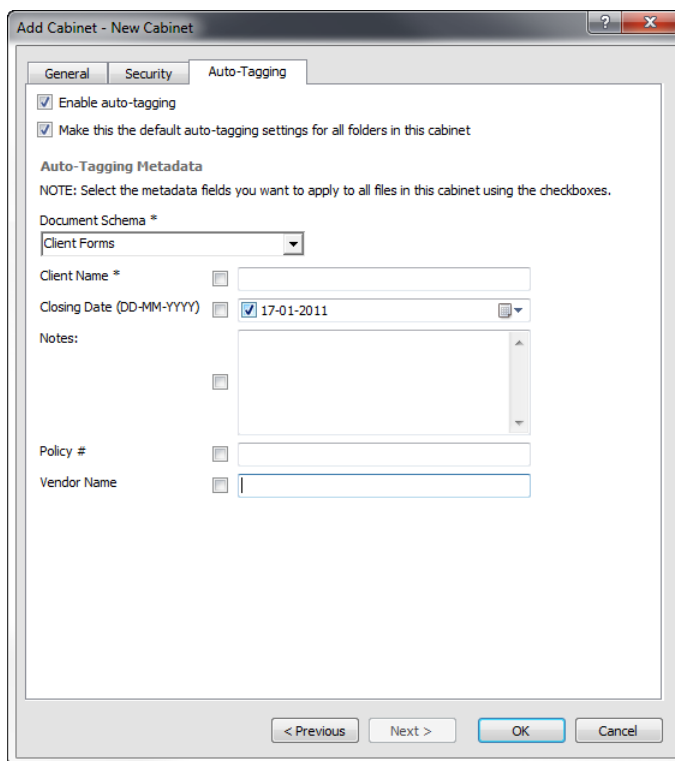 Add Cabinet - New Cabinet
General Security Auto-Tagging
Enable auto-tagging
Make this the default auto-tagging settings for all folders in this cabinet
Auto-Tagging Metadata
NOTE: Select the metadata fields you want to apply to all files in this cabinet using the checkboxes.
Document Schema *
Client Forms
Client Name *
Closing Date (DD-MM-YYYY) 17-01-2011
Notes:
Policy #
Vendor Name
< Previous Next > OK Cancel